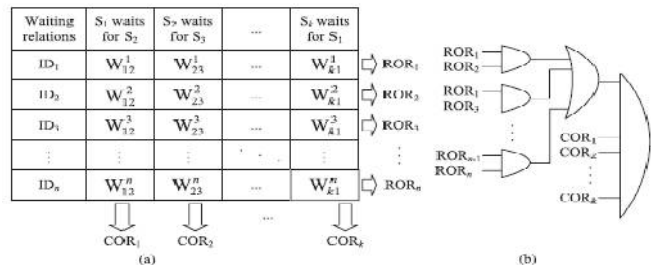 Waiting relations S₁ waits for S₂ S₂ waits for S₃ ... Sₖ waits for S₁
ID₁ W¹₁₂ W¹₂₃ ... W¹ₖ₁ ROR₁
ID₂ W²₁₂ W²₂₃ ... W²ₖ₁ ROR₂
ID₃ W³₁₂ W³₂₃ ... W³ₖ₁ ROR₃
⋮ ⋮ ⋮ ⋱ ⋮ ⋮
IDₙ Wⁿ₁₂ Wⁿ₂₃ ... Wⁿₖ₁ RORₙ
...
COR₁ COR₂ CORₖ
(a)
ROR₁
ROR₂
ROR₁
ROR₃
⋮
RORₙ₋₁
RORₙ
COR₁
COR₂
⋮
CORₖ
(b)